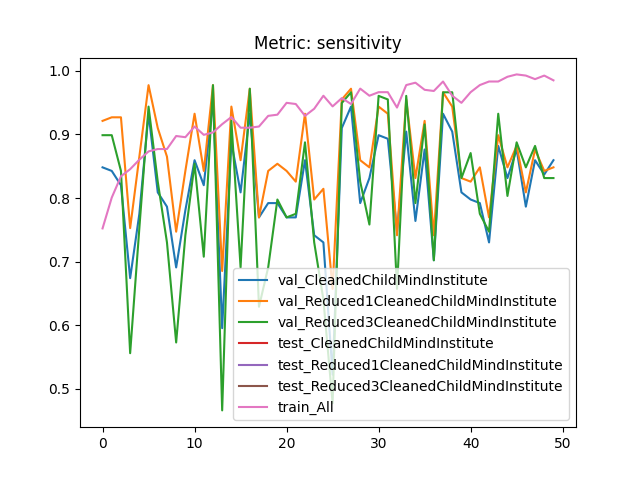 Metric: sensitivity
1.0
0.9
0.8
0.7
0.6
0.5
val_CleanedChildMindInstitute
val_Reduced1CleanedChildMindInstitute
val_Reduced3CleanedChildMindInstitute
test_CleanedChildMindInstitute
test_Reduced1CleanedChildMindInstitute
test_Reduced3CleanedChildMindInstitute
train_All
0 10 20 30 40 50